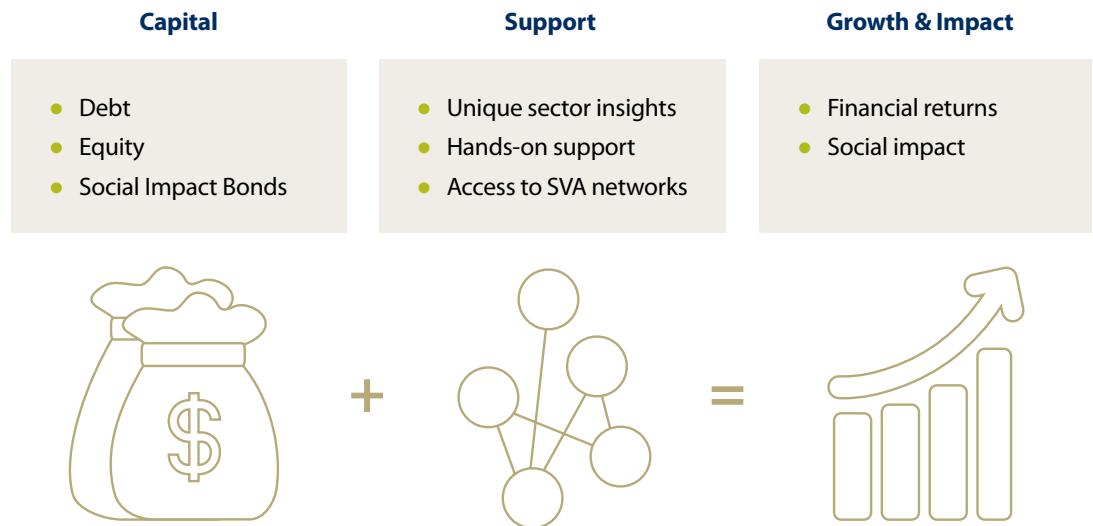 Capital
Debt
Equity
Social Impact Bonds
Support
Unique sector insights
Hands-on support
Access to SVA networks
Growth & Impact
Financial returns
Social impact
$
+
=